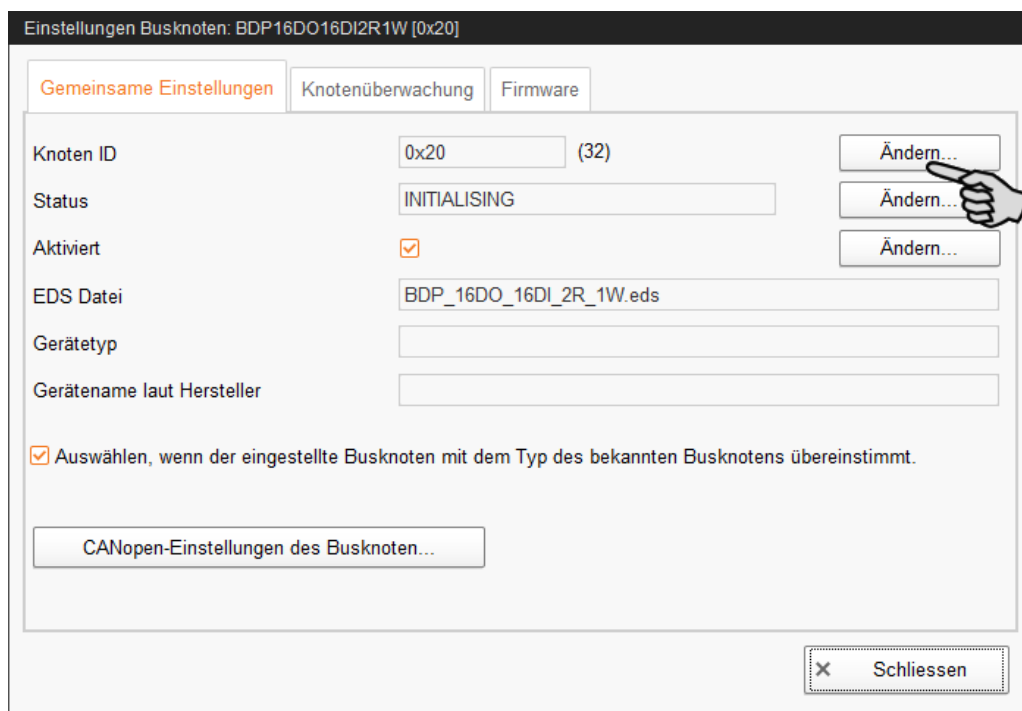 Einstellungen Busknoten: BDP16DO16DI2R1W [0x20]
Gemeinsame Einstellungen Knotenüberwachung Firmware
Knoten ID 0x20 (32) Ändern...
Status INITIALISING Ändern...
Aktiviert Ändern...
EDS Datei BDP_16DO_16DI_2R_1W.eds
Gerätetyp
Gerätename laut Hersteller
Auswählen, wenn der eingestellte Busknoten mit dem Typ des bekannten Busknotens übereinstimmt.
CANopen-Einstellungen des Busknoten...
Schliessen